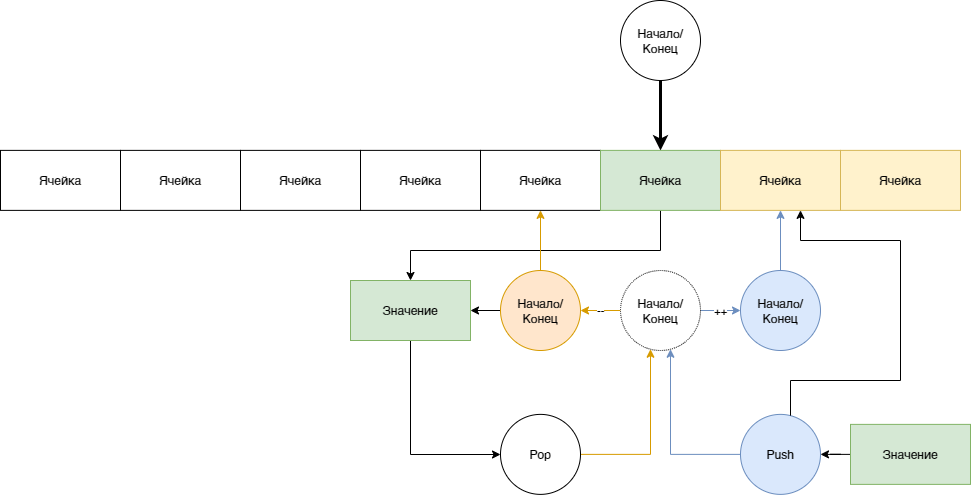 Начало/
Конец
Ячейка
Ячейка
Ячейка
Ячейка
Ячейка
Ячейка
Ячейка
Ячейка
Значение
Начало/
Конец
--
Начало/
Конец
++
Начало/
Конец
Pop
Push
Значение